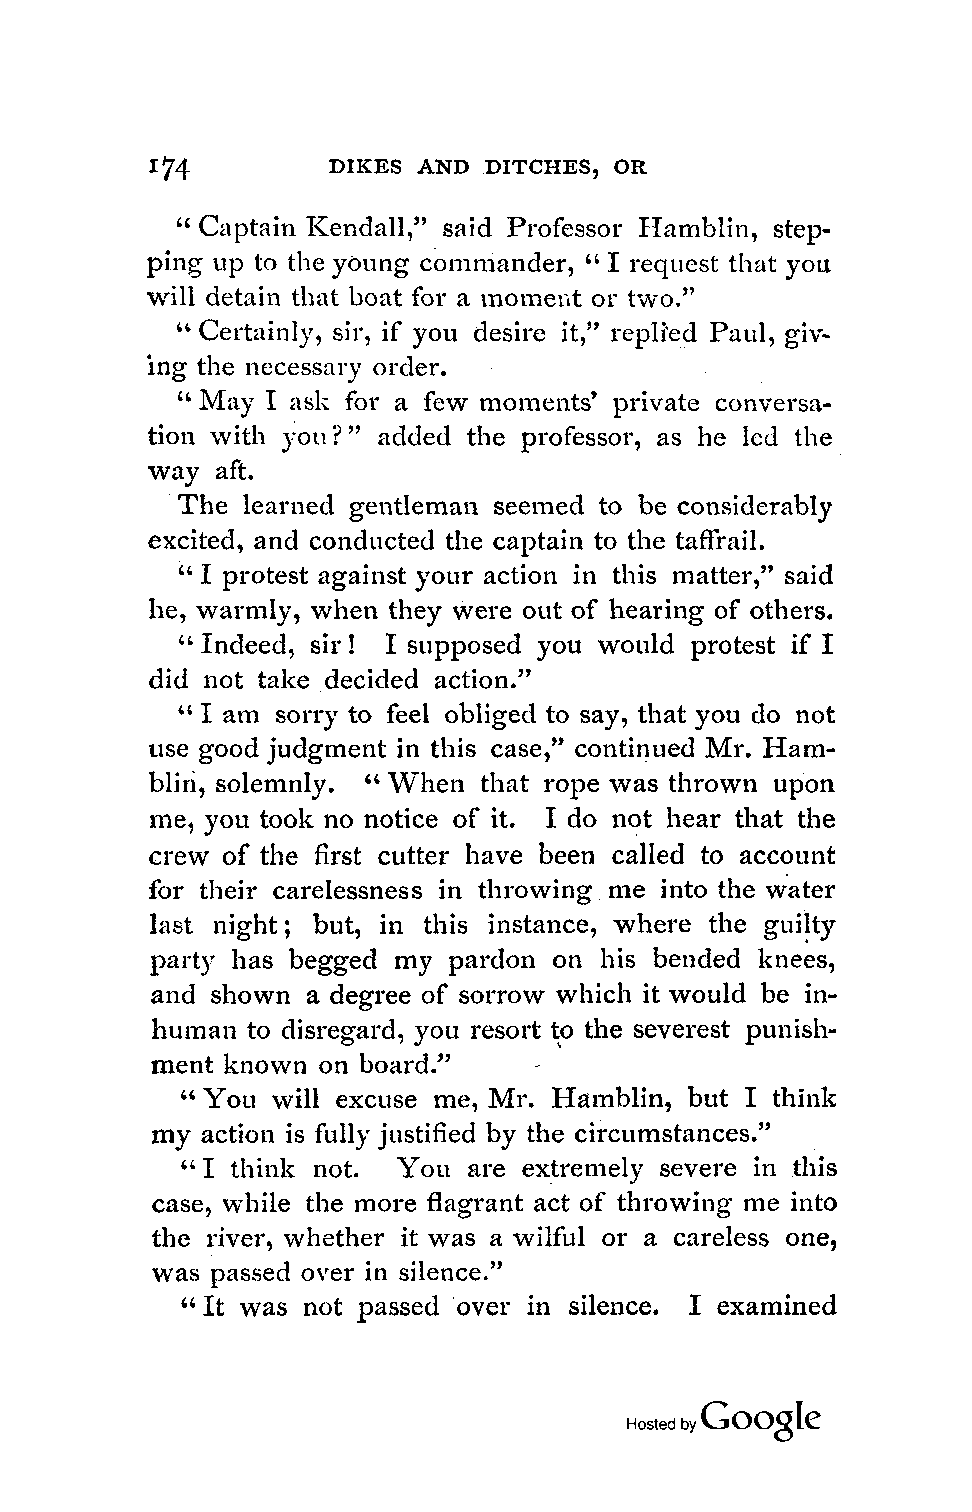 174 DIKES AND DITCHES, OR
“Captain Kendall,” said Professor Hamblin, step-
ping up to the young commander, “I request that you
will detain that boat for a moment or two.”
“Certainly, sir, if you desire it,” replied Paul, giv-
ing the necessary order.
“May I ask for a few moments’ private conversa-
tion with you?” added the professor, as he led the
way aft.
The learned gentleman seemed to be considerably
excited, and conducted the captain to the taffrail.
“I protest against your action in this matter,” said
he, warmly, when they were out of hearing of others.
“Indeed, sir! I supposed you would protest if I
did not take decided action.”
“I am sorry to feel obliged to say, that you do not
use good judgment in this case,” continued Mr. Ham-
blin, solemnly. “When that rope was thrown upon
me, you took no notice of it. I do not hear that the
crew of the first cutter have been called to account
for their carelessness in throwing me into the water
last night; but, in this instance, where the guilty
party has begged my pardon on his bended knees,
and shown a degree of sorrow which it would be in-
human to disregard, you resort to the severest punish-
ment known on board.”
“You will excuse me, Mr. Hamblin, but I think
my action is fully justified by the circumstances.”
“I think not. You are extremely severe in this
case, while the more flagrant act of throwing me into
the river, whether it was a wilful or a careless one,
was passed over in silence.”
“It was not passed over in silence. I examined
Hosted by Google